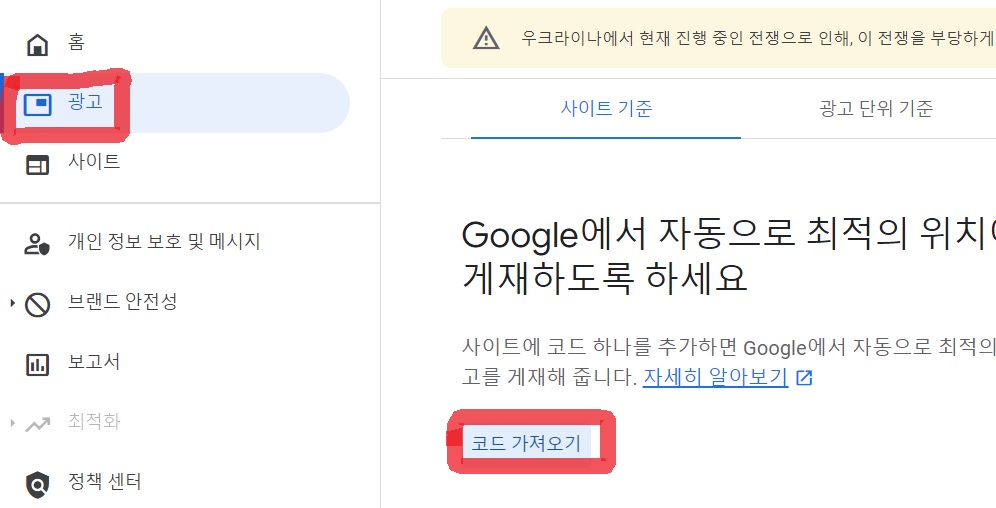 홈
광고
사이트
개인 정보 보호 및 메시지
브랜드 안전성
보고서
최적화
정책 센터
우크라이나에서 현재 진행 중인 전쟁으로 인해, 이 전쟁을 부당하게
사이트 기준
광고 단위 기준
Google에서 자동으로 최적의 위치에
게재하도록 하세요
사이트에 코드 하나를 추가하면 Google에서 자동으로 최적의
고를 게재해 줍니다. 자세히 알아보기
코드 가져오기